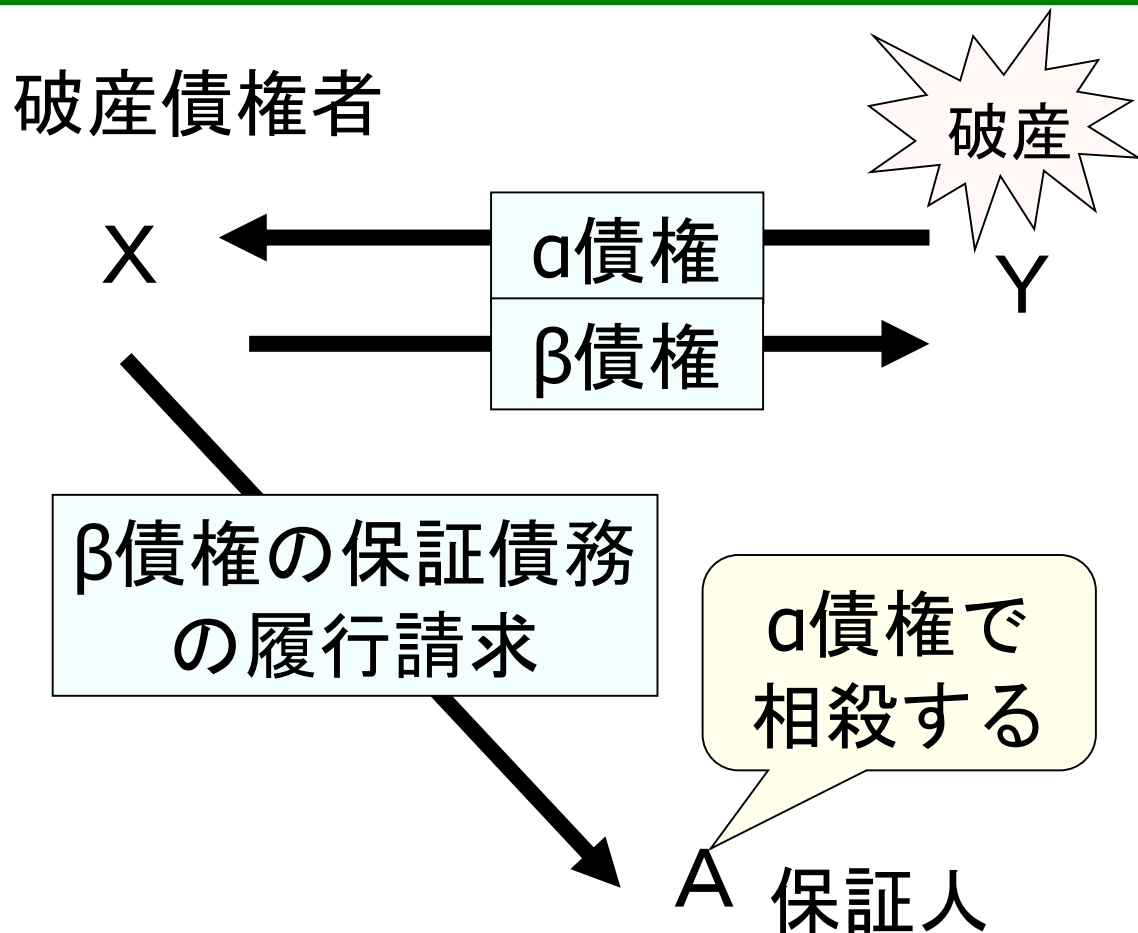 破産債権者
破産
X
α債権
Y
β債権
β債権の保証債務
の履行請求
α債権で
相殺する
A 保証人